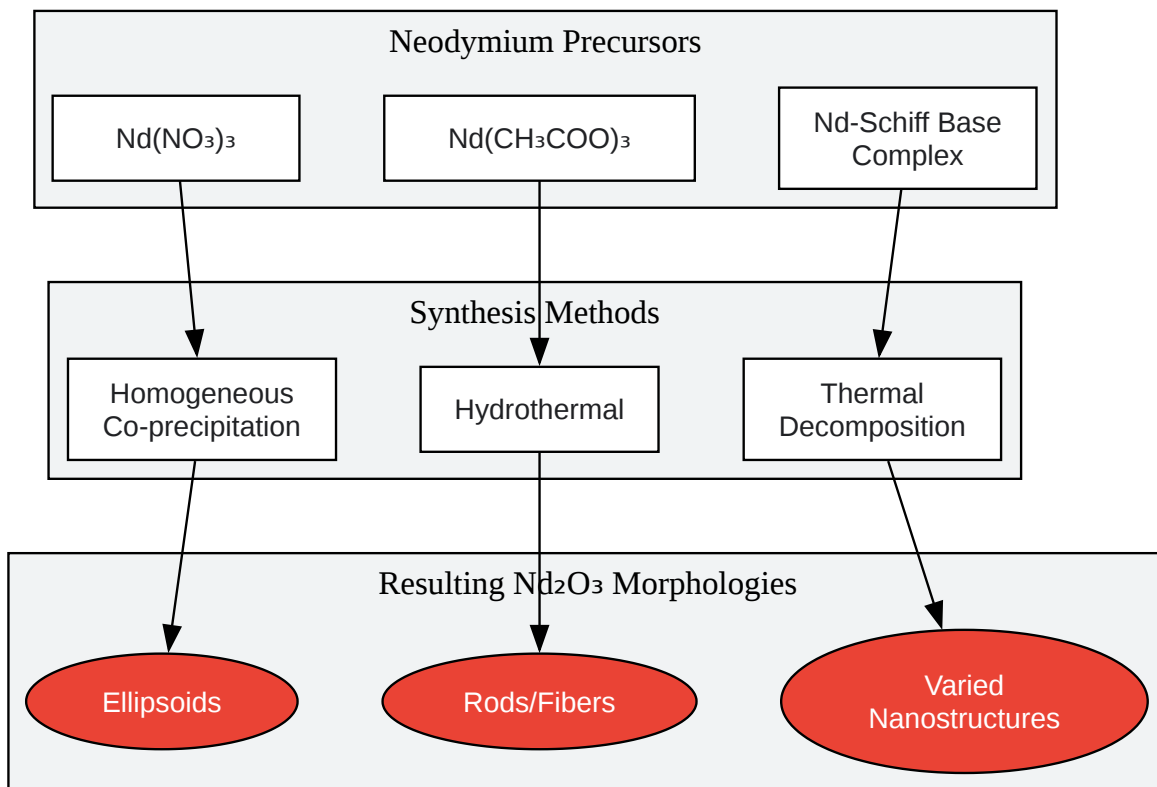 Neodymium Precursors
Nd(NO₃)₃
Nd(CH₃COO)₃
Nd-Schiff Base
Complex
Synthesis Methods
Homogeneous
Co-precipitation
Hydrothermal
Thermal
Decomposition
Resulting Nd₂O₃ Morphologies
Ellipsoids
Rods/Fibers
Varied
Nanostructures